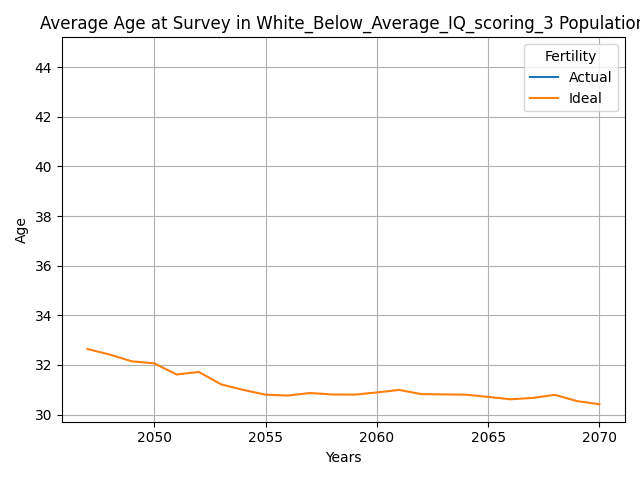 Average Age at Survey in White_Below_Average_IQ_scoring_3 Population
Fertility
Actual
Ideal
44
42
40
38
36
34
32
30
Age
2050 2055 2060 2065 2070
Years